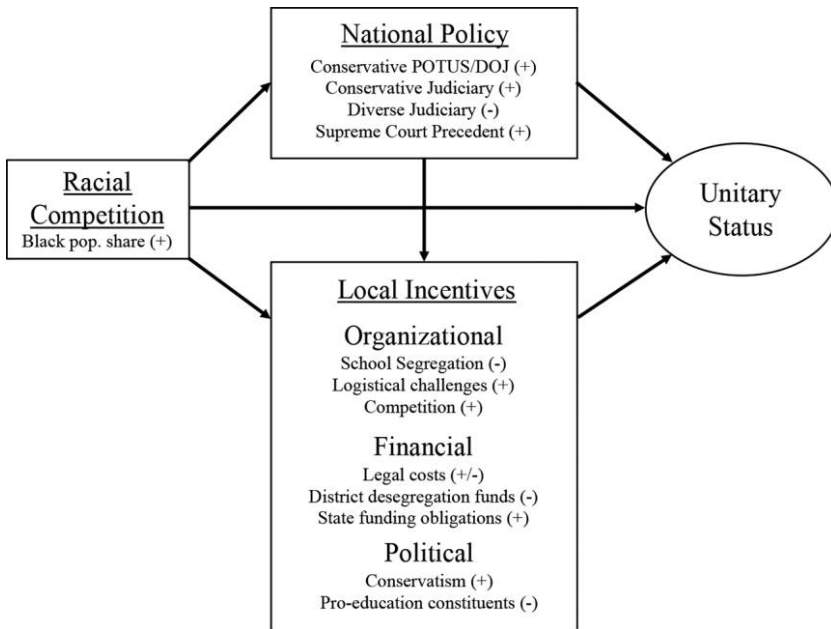 National Policy
Conservative POTUS/DOJ (+)
Conservative Judiciary (+)
Diverse Judiciary (-)
Supreme Court Precedent (+)
Racial
Competition
Black pop. share (+)
Unitary
Status
Local Incentives
Organizational
School Segregation (-)
Logistical challenges (+)
Competition (+)
Financial
Legal costs (+/-)
District desegregation funds (-)
State funding obligations (+)
Political
Conservatism (+)
Pro-education constituents (-)